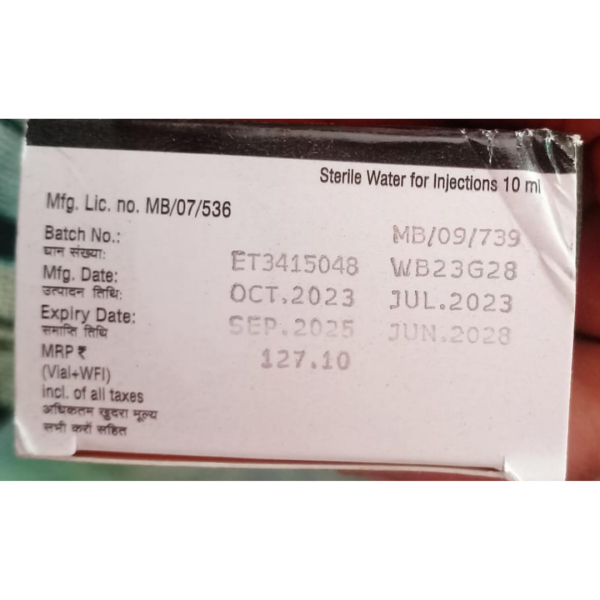 Sterile Water for Injections 10 ml
Mfg. Lic. no. MB/07/536 MB/09/739
Batch No.: ET3415048 WB23G28
घान संख्या:
Mfg. Date: OCT.2023 JUL.2023
उत्पादन तिथि:
Expiry Date: SEP.2025 JUN.2028
समाप्ति तिथि
MRP ₹ 127.10
(Vial+WFI)
incl. of all taxes
अधिकतम खुदरा मूल्य
सभी करों सहित